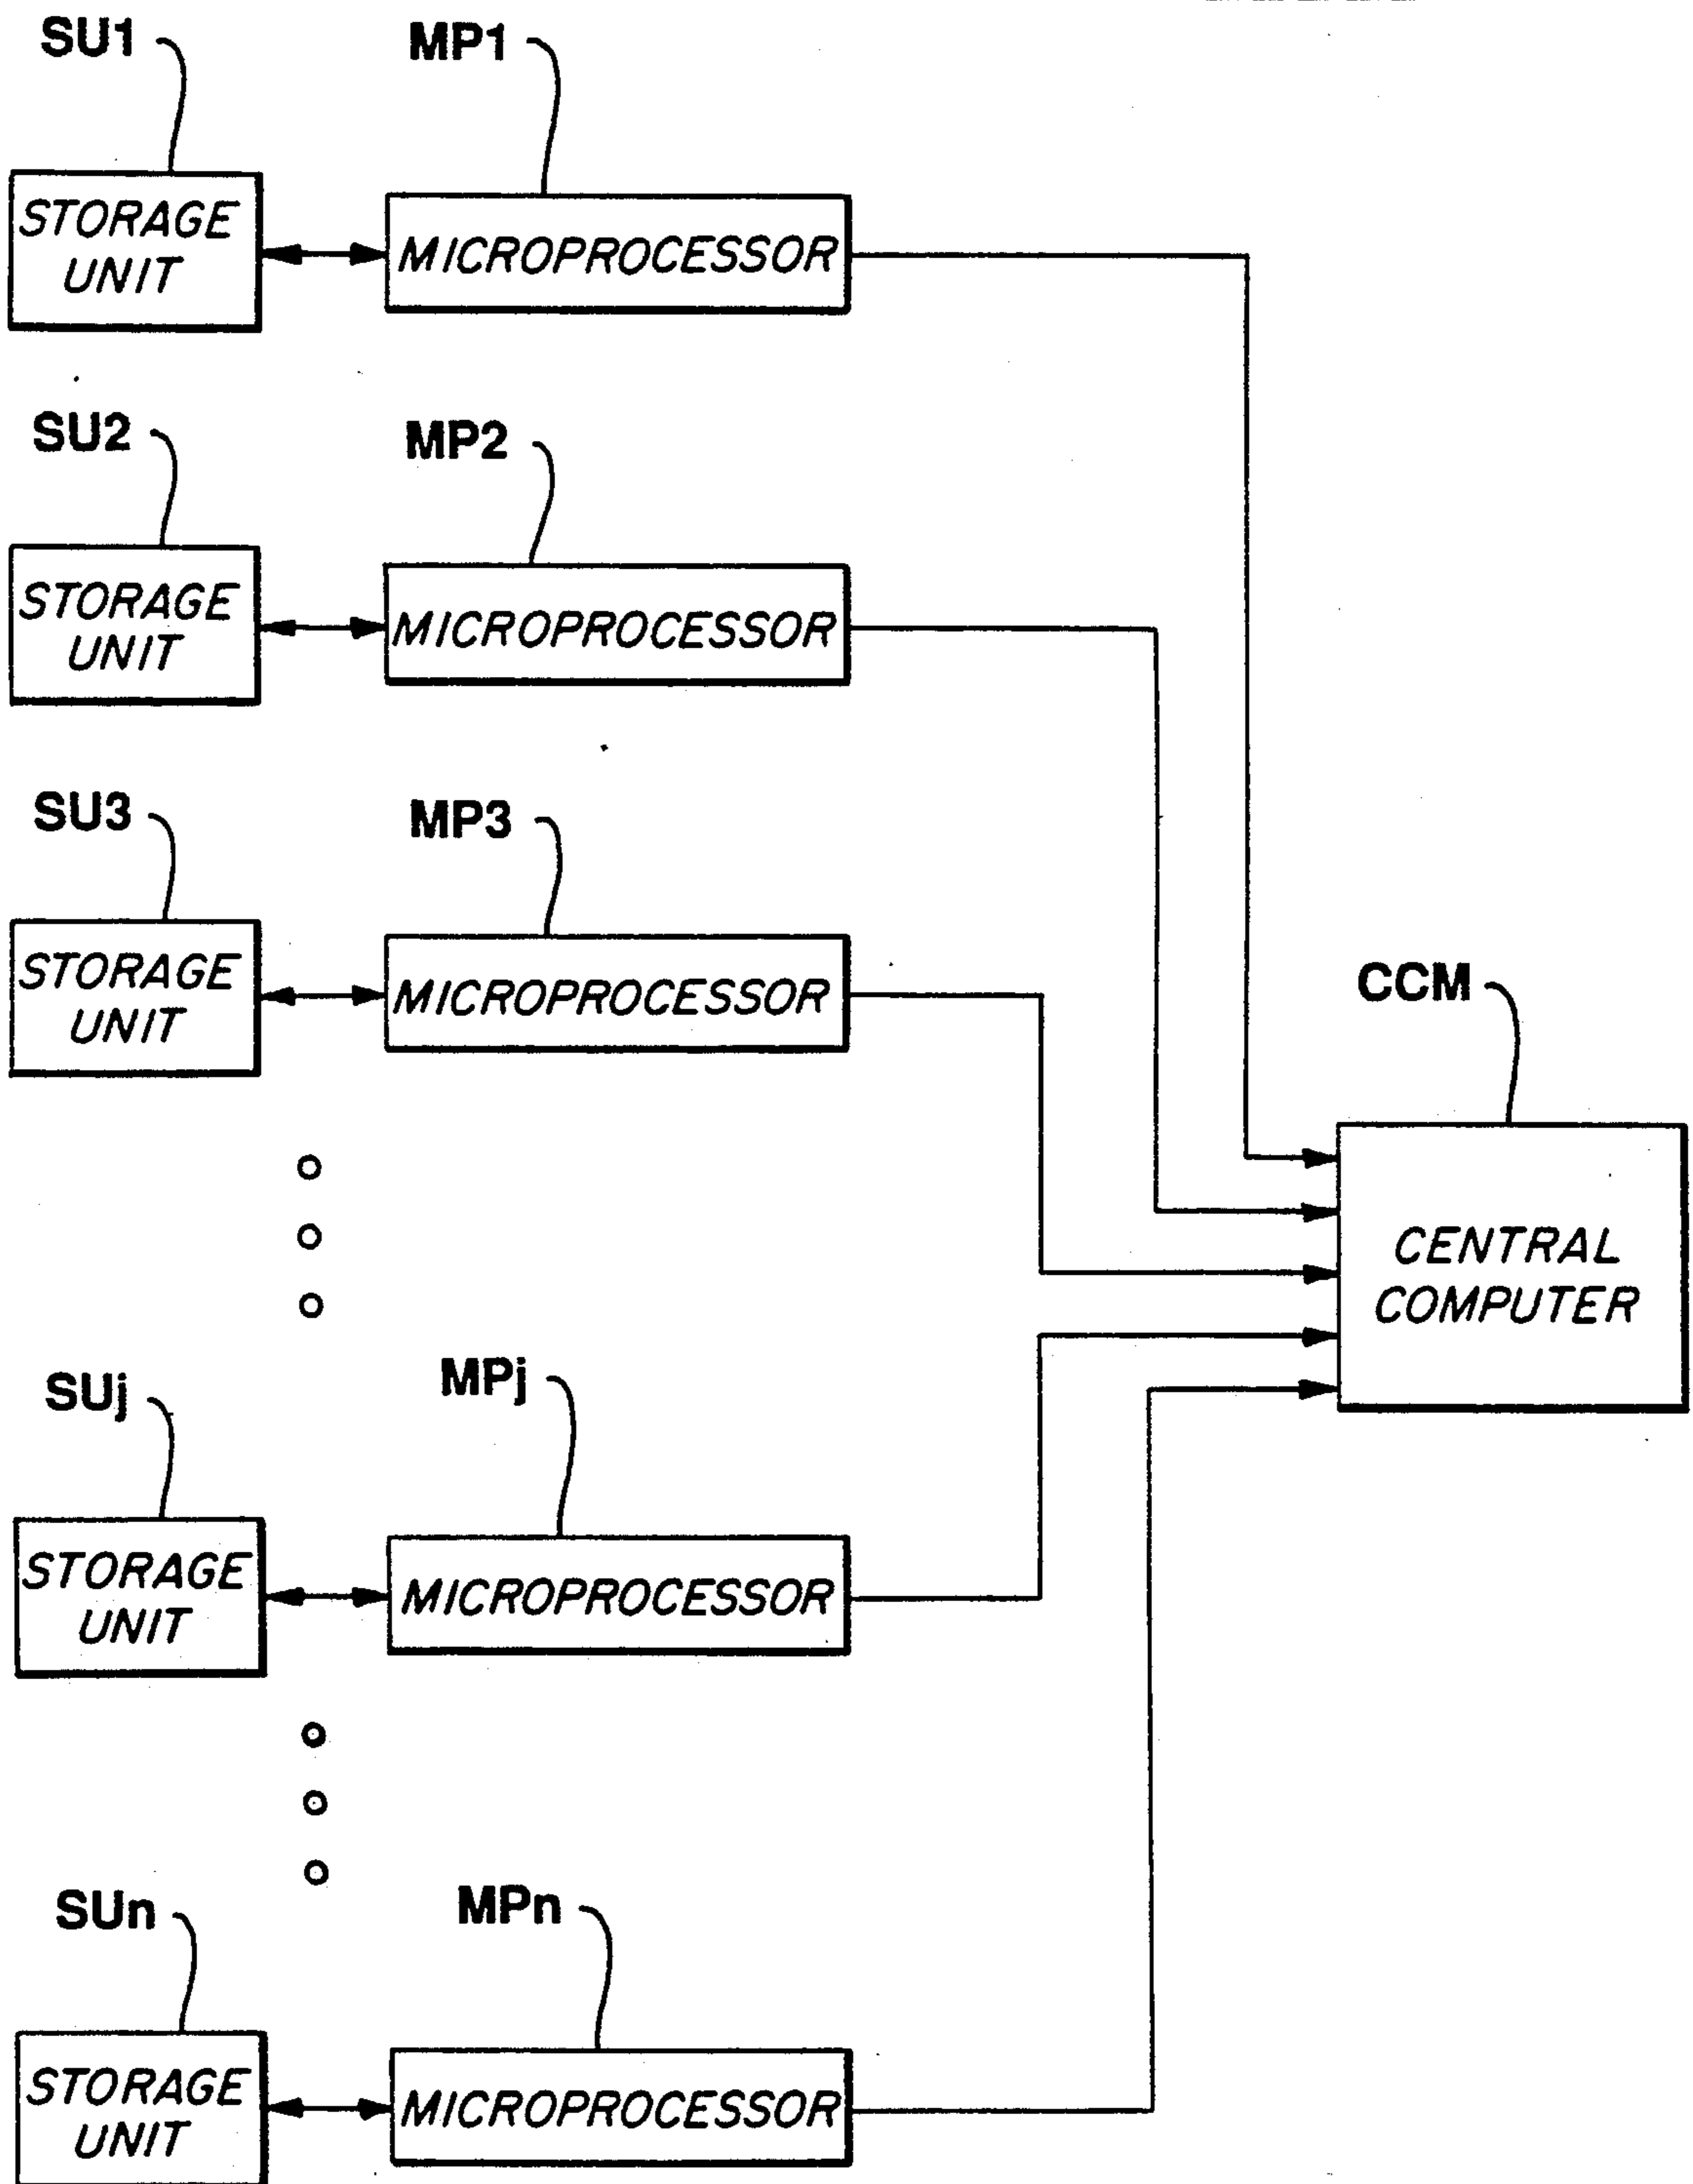 SU1
MP1
STORAGE
UNIT
MICROPROCESSOR
SU2
MP2
STORAGE
UNIT
MICROPROCESSOR
SU3
MP3
STORAGE
UNIT
MICROPROCESSOR
CCM
CENTRAL
COMPUTER
SUj
MPj
STORAGE
UNIT
MICROPROCESSOR
SUn
MPn
STORAGE
UNIT
MICROPROCESSOR